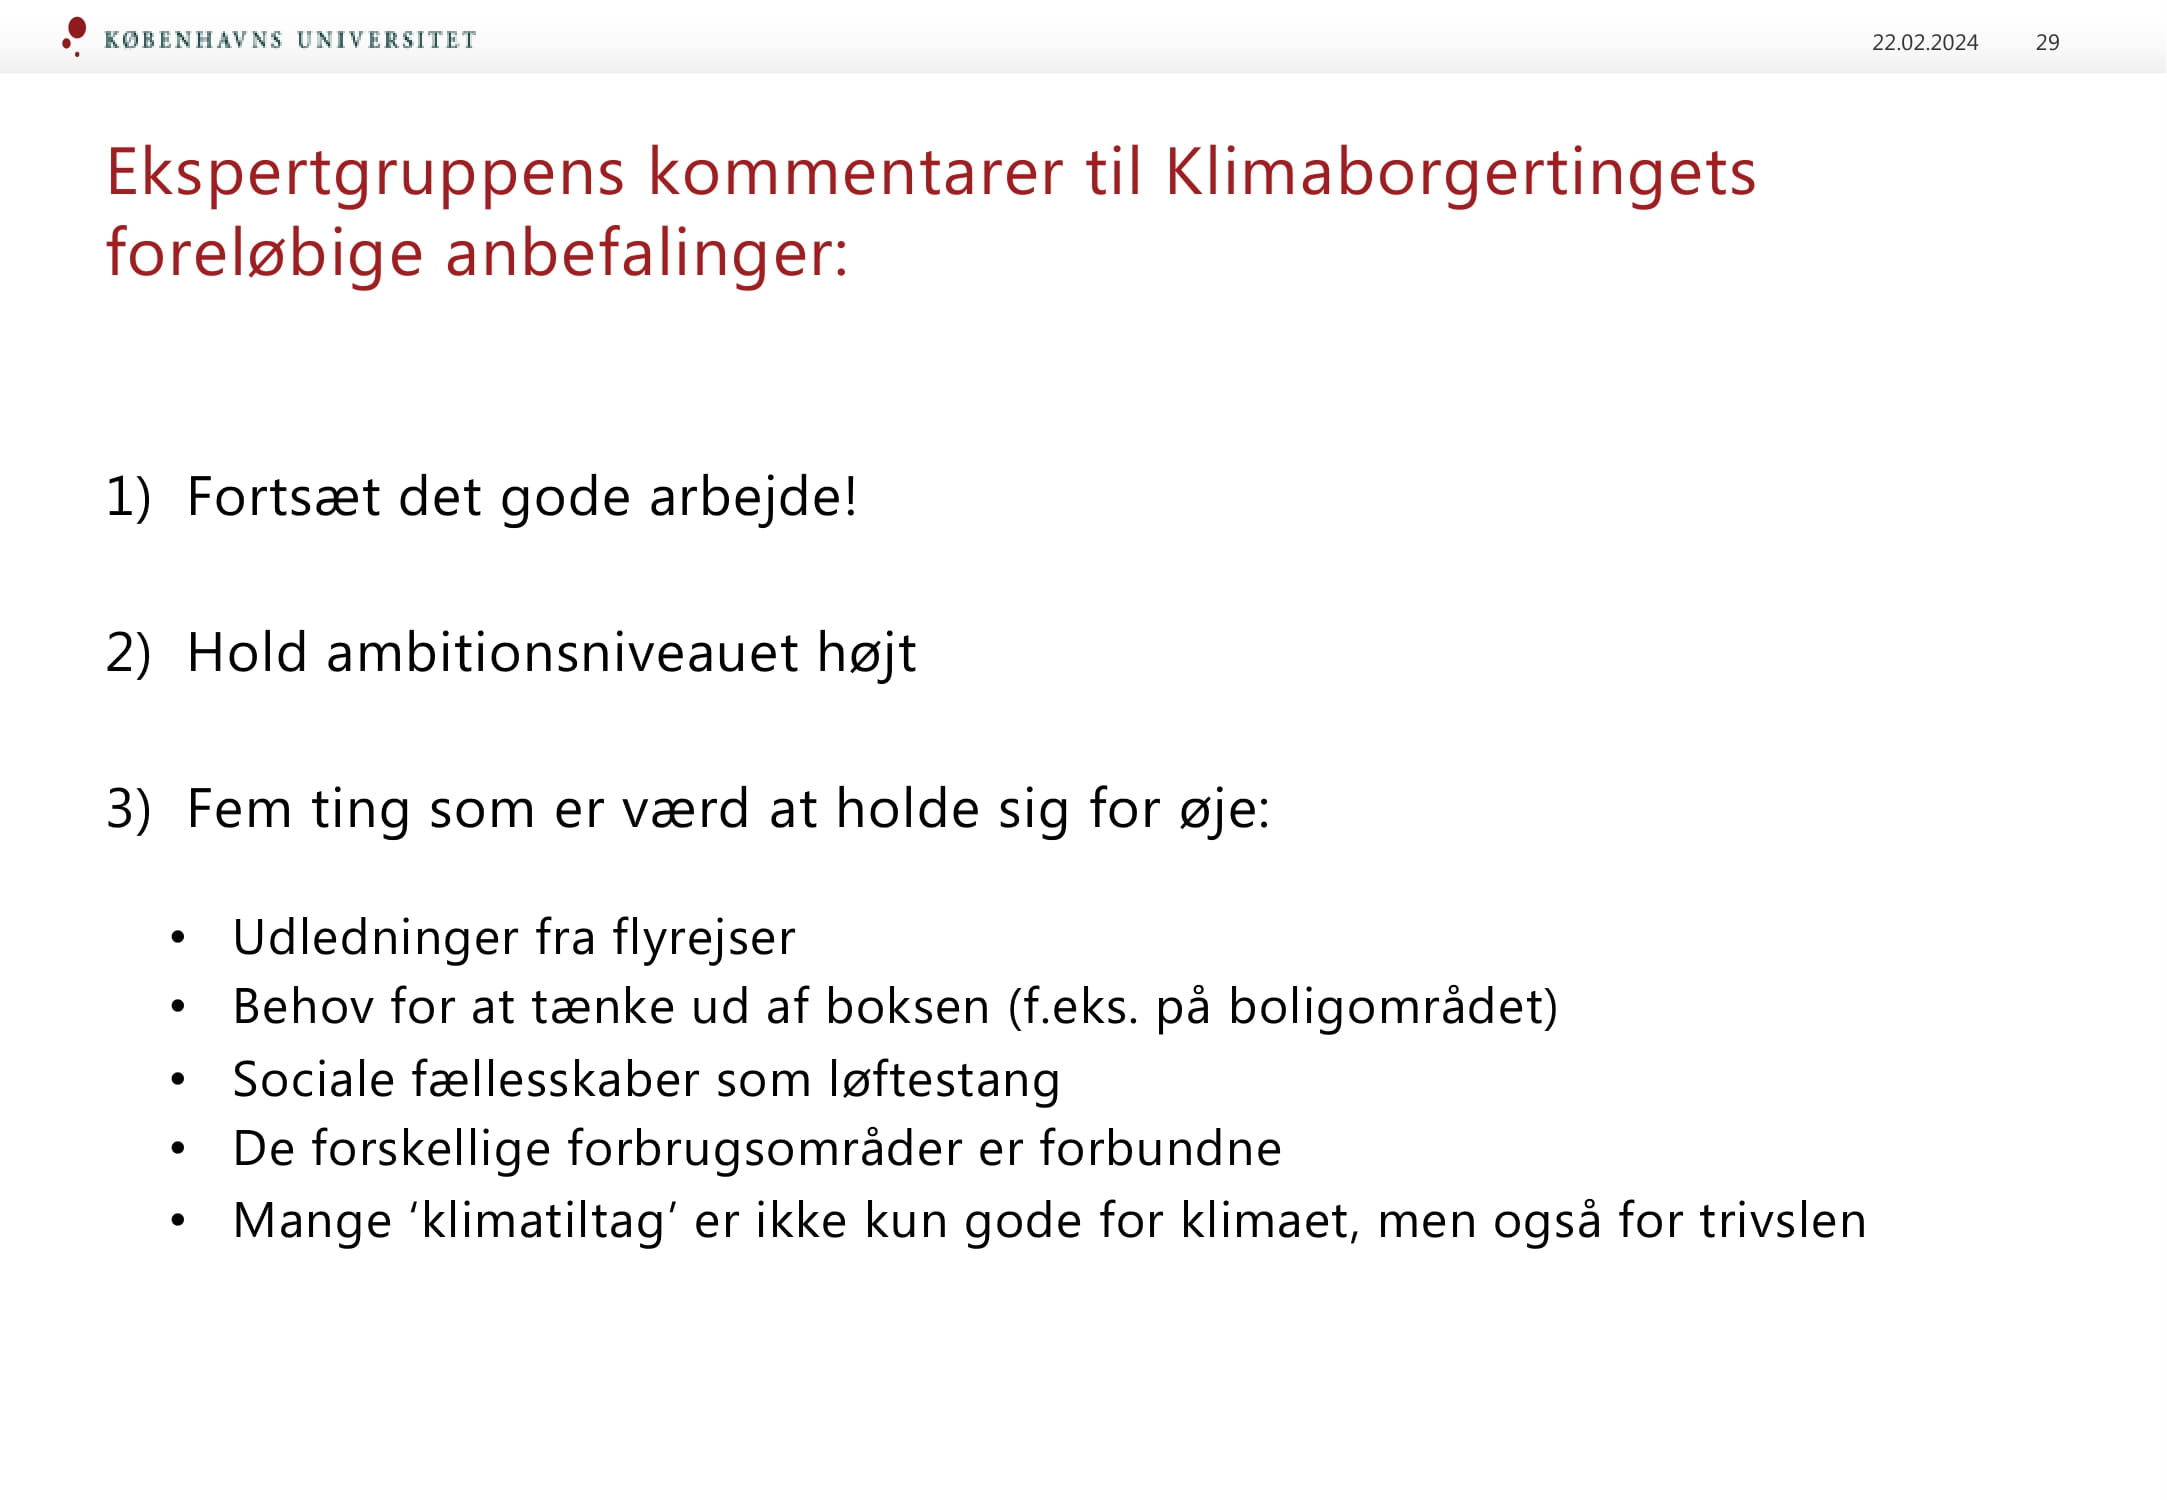 KØBENHAVNS UNIVERSITET
22.02.2024 29
Ekspertgruppens kommentarer til Klimaborgertingets
foreløbige anbefalinger:
1) Fortsæt det gode arbejde!
2) Hold ambitionsniveauet højt
3) Fem ting som er værd at holde sig for øje:
• Udledninger fra flyrejser
• Behov for at tænke ud af boksen (f.eks. på boligområdet)
• Sociale fællesskaber som løftestang
• De forskellige forbrugsområder er forbundne
• Mange ‘klimatiltag’ er ikke kun gode for klimaet, men også for trivslen